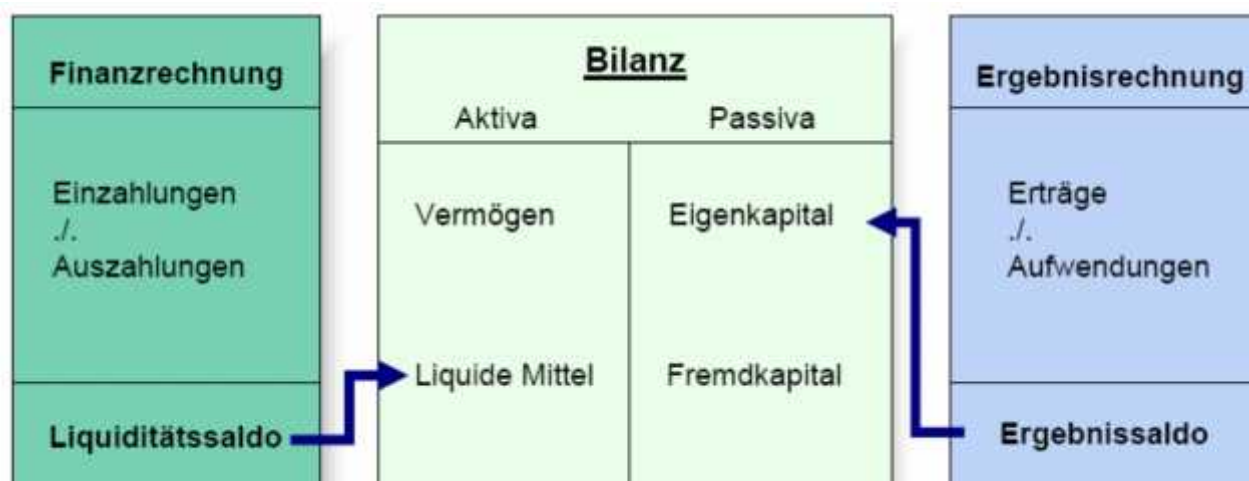 Finanzrechnung
Einzahlungen
./.
Auszahlungen
Liquiditätssaldo
Bilanz
Aktiva Passiva
Vermögen Eigenkapital
Liquide Mittel Fremdkapital
Ergebnisrechnung
Erträge
./.
Aufwendungen
Ergebnissaldo